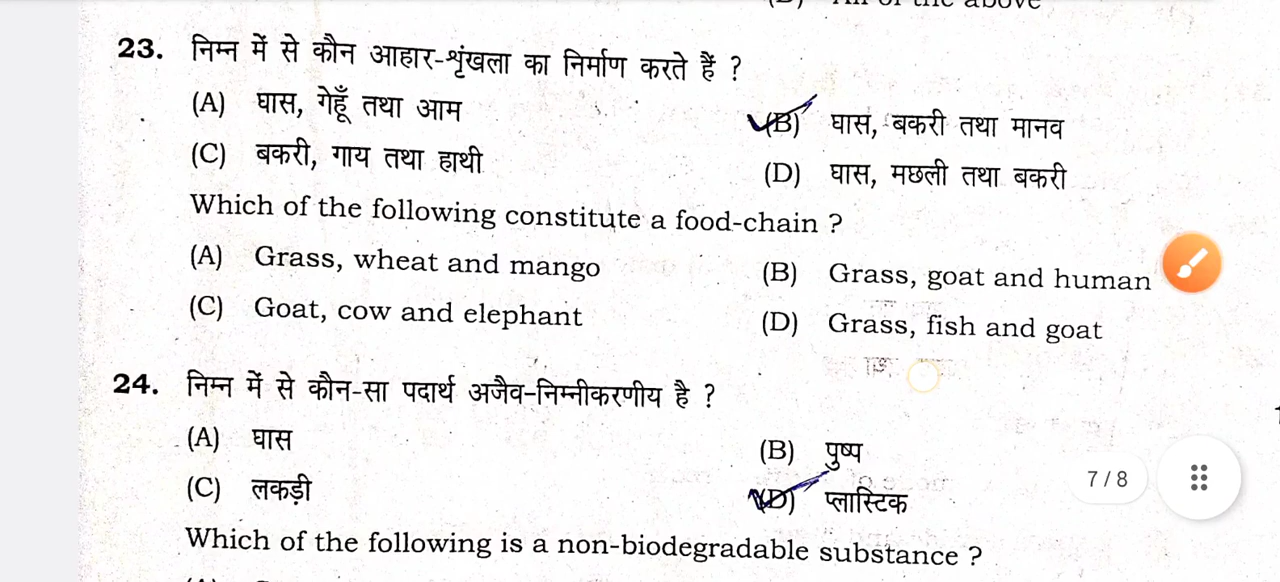 23. निम्न में से कौन आहार-शृंखला का निर्माण करते हैं ?
(A) घास, गेहूँ तथा आम
(B) घास, बकरी तथा मानव
(C) बकरी, गाय तथा हाथी
(D) घास, मछली तथा बकरी
Which of the following constitute a food-chain ?
(A) Grass, wheat and mango
(B) Grass, goat and human
(C) Goat, cow and elephant
(D) Grass, fish and goat
24. निम्न में से कौन-सा पदार्थ अजैव-निम्नीकरणीय है ?
(A) घास
(B) पुष्प
(C) लकड़ी
(D) प्लास्टिक
7 / 8
Which of the following is a non-biodegradable substance ?